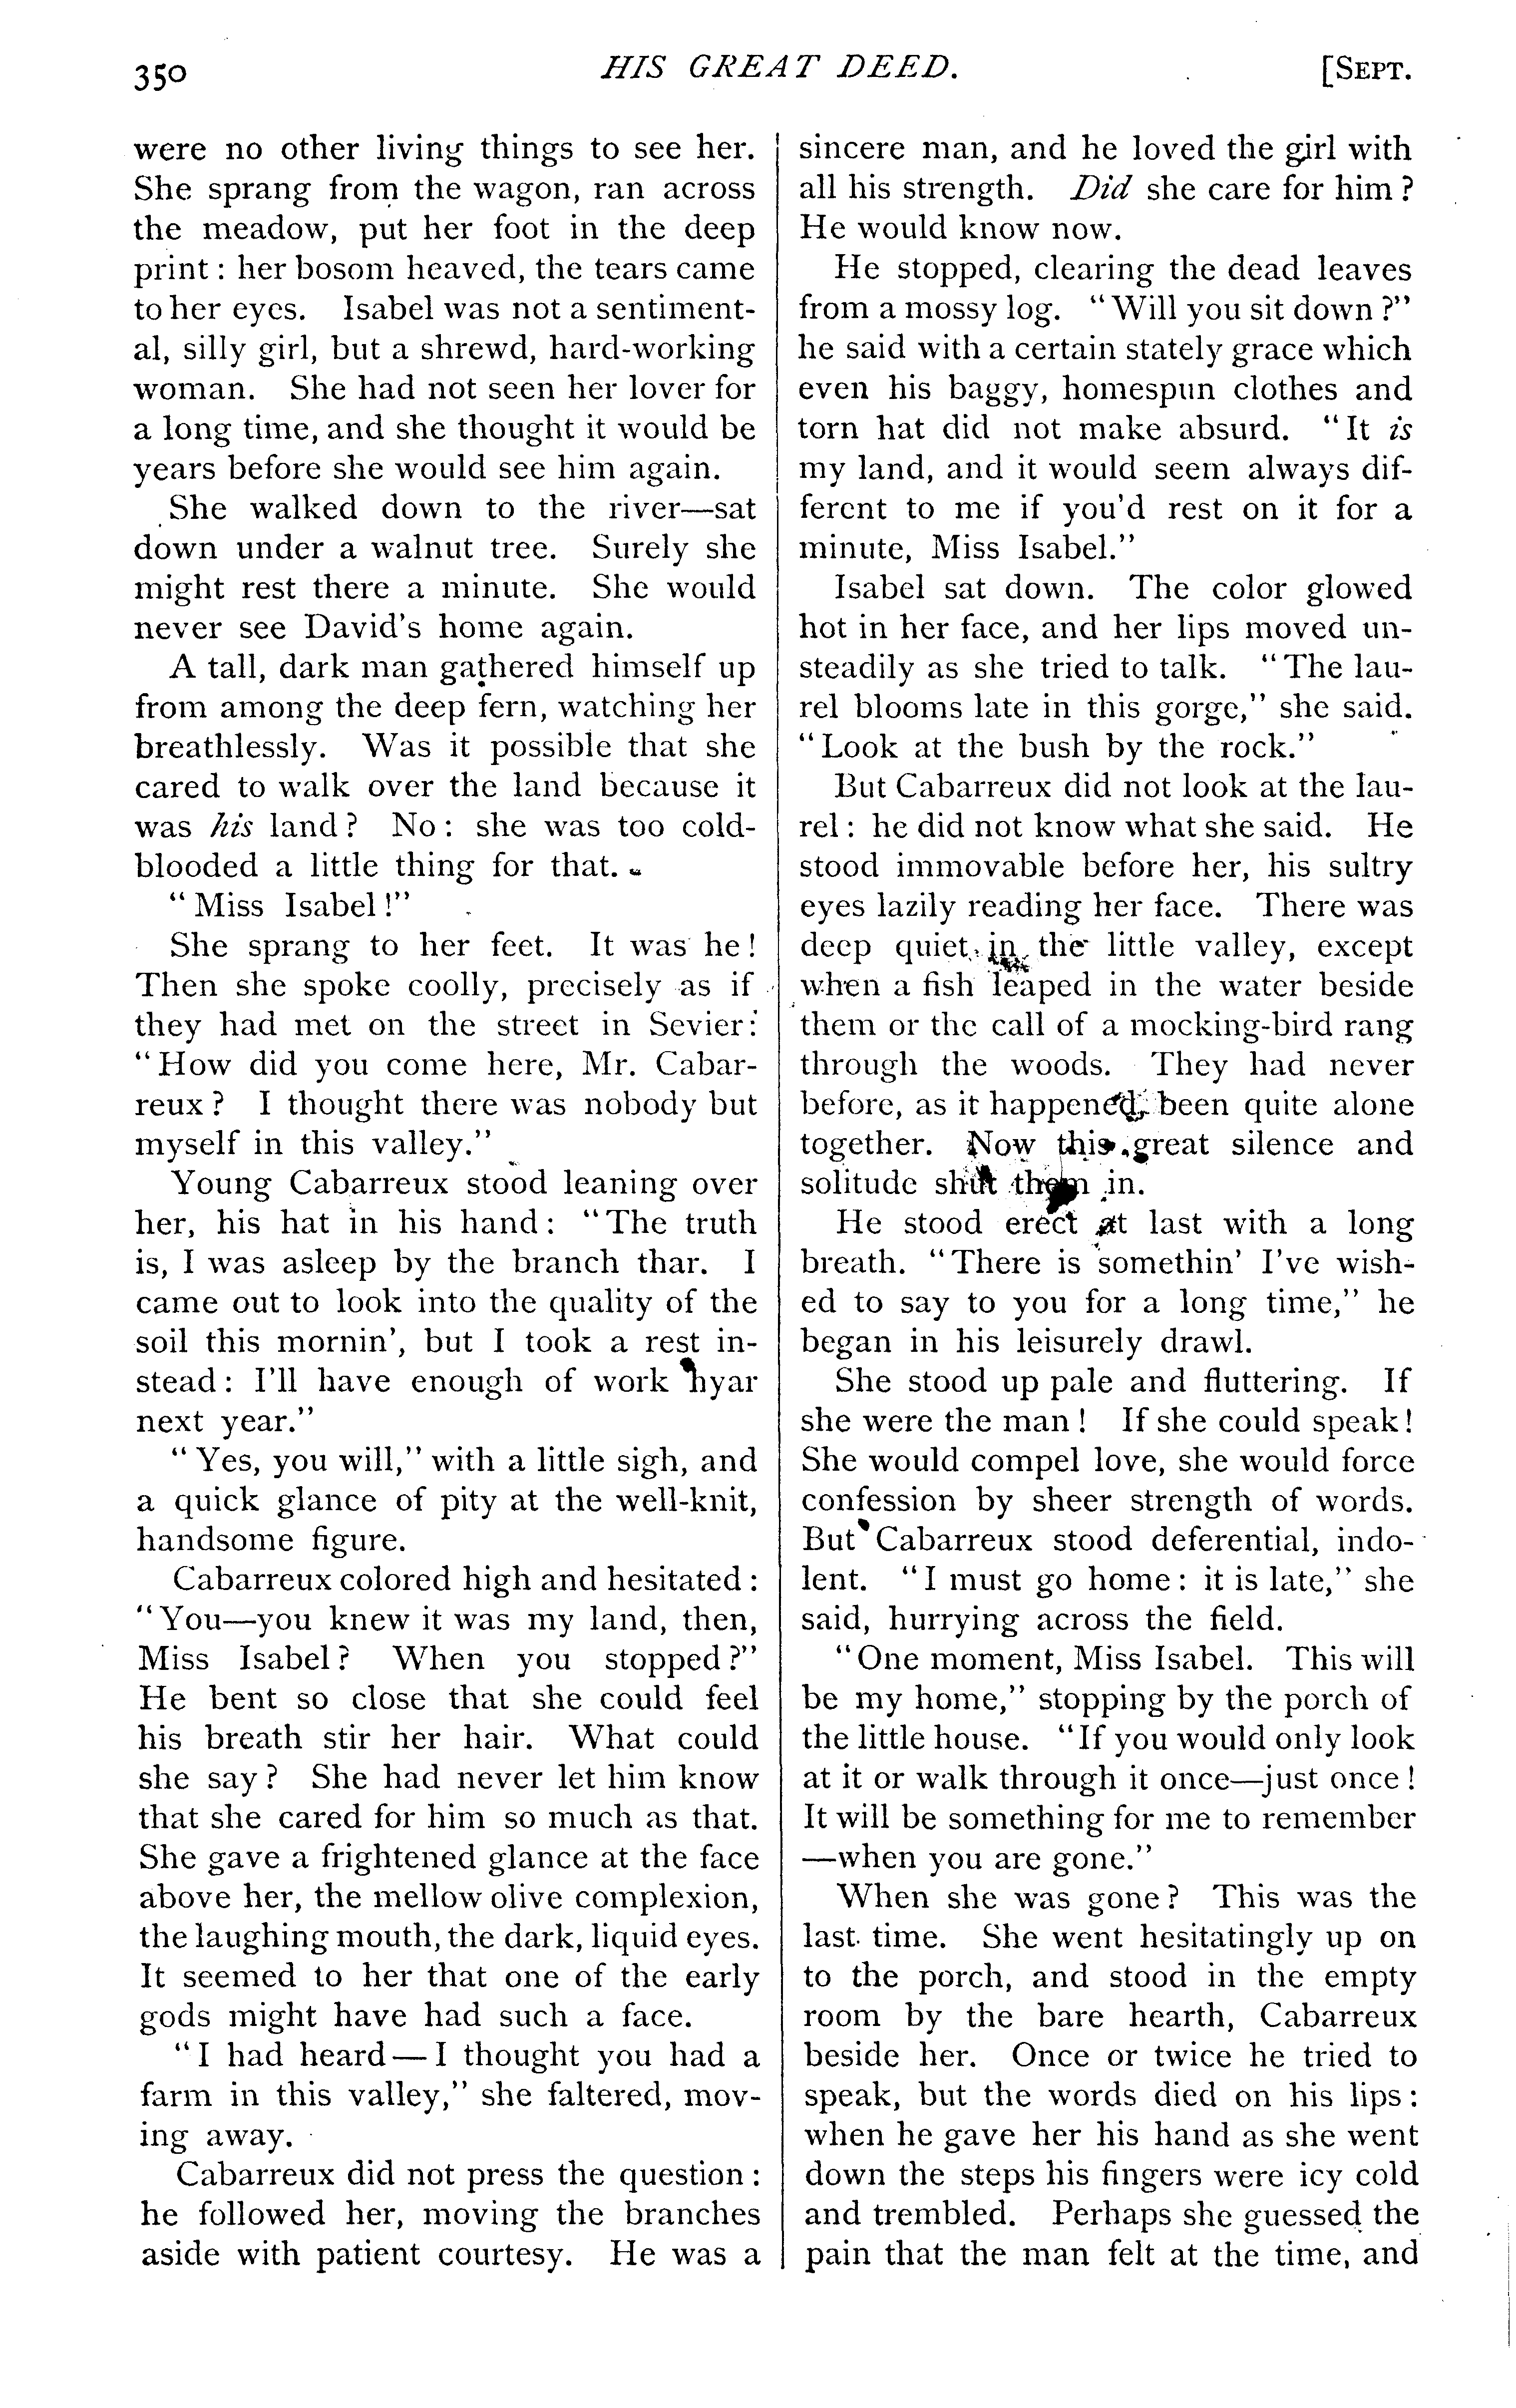 350
HIS GREAT DEED.
[SEPT.
were no other living things to see her.
She sprang from the wagon, ran across
the meadow, put her foot in the deep
print : her bosom heaved, the tears came
to her eyes. Isabel was not a sentiment-
al, silly girl, but a shrewd, hard-working
woman. She had not seen her lover for
a long time, and she thought it would be
years before she would see him again.
She walked down to the river—sat
down under a walnut tree. Surely she
might rest there a minute. She would
never see David's home again.
A tall, dark man gathered himself up
from among the deep fern, watching her
breathlessly. Was it possible that she
cared to walk over the land because it
was his land ? No : she was too cold-
blooded a little thing for that.
"Miss Isabel!"
She sprang to her feet. It was he!
Then she spoke coolly, precisely as if
they had met on the street in Sevier:
"How did you come here, Mr. Cabar-
reux ? I thought there was nobody but
myself in this valley."
Young Cabarreux stood leaning over
her, his hat in his hand: "The truth
is, I was asleep by the branch thar. I
came out to look into the quality of the
soil this mornin', but I took a rest in-
stead: I'll have enough of work hyar
next year."
"Yes, you will," with a little sigh, and
a quick glance of pity at the well-knit,
handsome figure.
Cabarreux colored high and hesitated:
"You—you knew it was my land, then,
Miss Isabel? When you stopped?"
He bent so close that she could feel
his breath stir her hair. What could
she say? She had never let him know
that she cared for him so much as that.
She gave a frightened glance at the face
above her, the mellow olive complexion,
the laughing mouth, the dark, liquid eyes.
It seemed to her that one of the early
gods might have had such a face.
"I had heard—I thought you had a
farm in this valley," she faltered, mov-
ing away.
Cabarreux did not press the question:
he followed her, moving the branches
aside with patient courtesy. He was a
sincere man, and he loved the girl with
all his strength. Did she care for him ?
He would know now.
He stopped, clearing the dead leaves
from a mossy log. "Will you sit down ?"
he said with a certain stately grace which
even his baggy, homespun clothes and
torn hat did not make absurd. "It is
my land, and it would seem always dif-
ferent to me if you'd rest on it for a
minute, Miss Isabel."
Isabel sat down. The color glowed
hot in her face, and her lips moved un-
steadily as she tried to talk. "The lau-
rel blooms late in this gorge," she said.
"Look at the bush by the rock."
But Cabarreux did not look at the lau-
rel: he did not know what she said. He
stood immovable before her, his sultry
eyes lazily reading her face. There was
deep quiet in the little valley, except
when a fish leaped in the water beside
them or the call of a mocking-bird rang
through the woods. They had never
before, as it happened, been quite alone
together. Now this great silence and
solitude shut them in.
He stood erect at last with a long
breath. "There is somethin' I've wish-
ed to say to you for a long time," he
began in his leisurely drawl.
She stood up pale and fluttering. If
she were the man! If she could speak!
She would compel love, she would force
confession by sheer strength of words.
But Cabarreux stood deferential, indo-
lent. "I must go home: it is late," she
said, hurrying across the field.
"One moment, Miss Isabel. This will
be my home," stopping by the porch of
the little house. "If you would only look
at it or walk through it once—just once!
It will be something for me to remember
—when you are gone."
When she was gone? This was the
last time. She went hesitatingly up on
to the porch, and stood in the empty
room by the bare hearth, Cabarreux
beside her. Once or twice he tried to
speak, but the words died on his lips:
when he gave her his hand as she went
down the steps his fingers were icy cold
and trembled. Perhaps she guessed the
pain that the man felt at the time, and